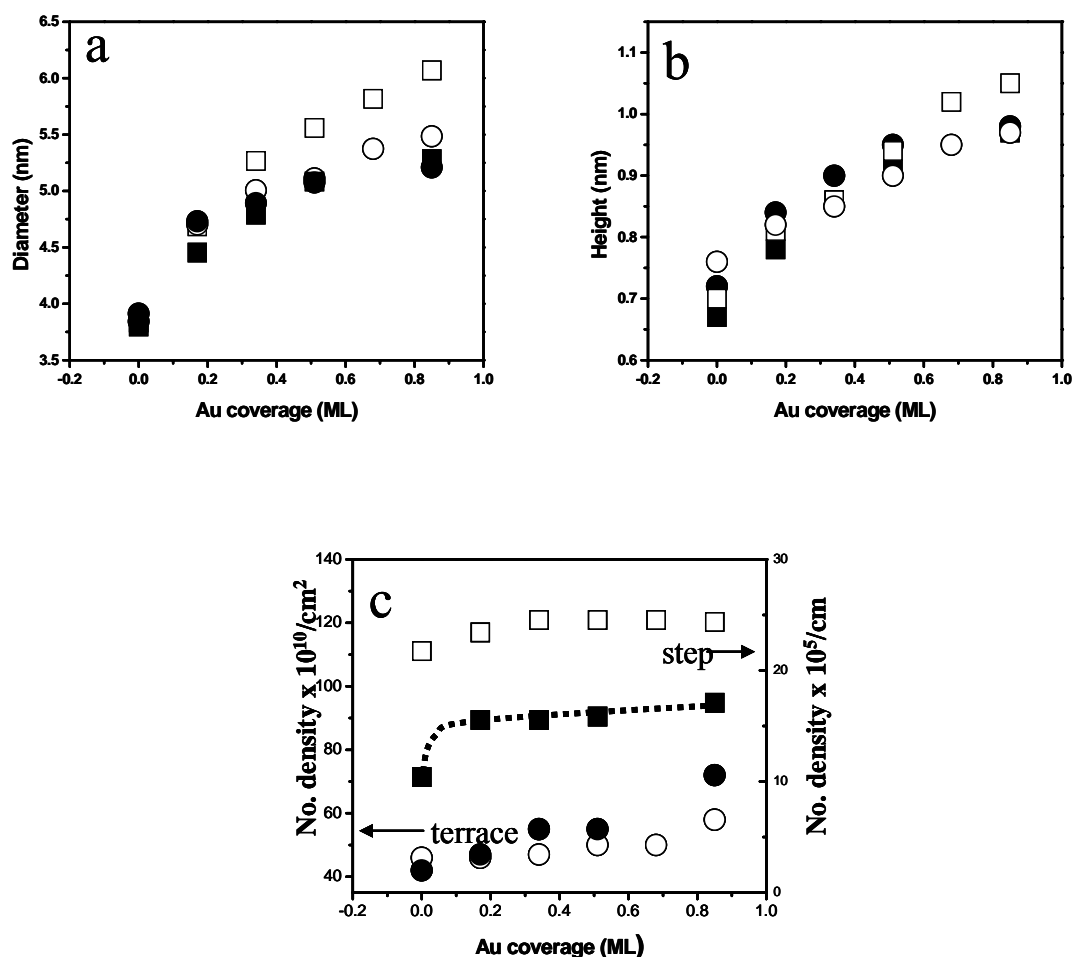 a
6.5
6.0
5.5
5.0
4.5
4.0
3.5
Diameter (nm)
-0.2 0.0 0.2 0.4 0.6 0.8 1.0
Au coverage (ML)
b
1.1
1.0
0.9
0.8
0.7
0.6
Height (nm)
-0.2 0.0 0.2 0.4 0.6 0.8 1.0
Au coverage (ML)
c
140
120
100
80
60
40
No. density x 10¹⁰/cm²
step
terrace
30
20
10
0
No. density x 10⁵/cm
-0.2 0.0 0.2 0.4 0.6 0.8 1.0
Au coverage (ML)